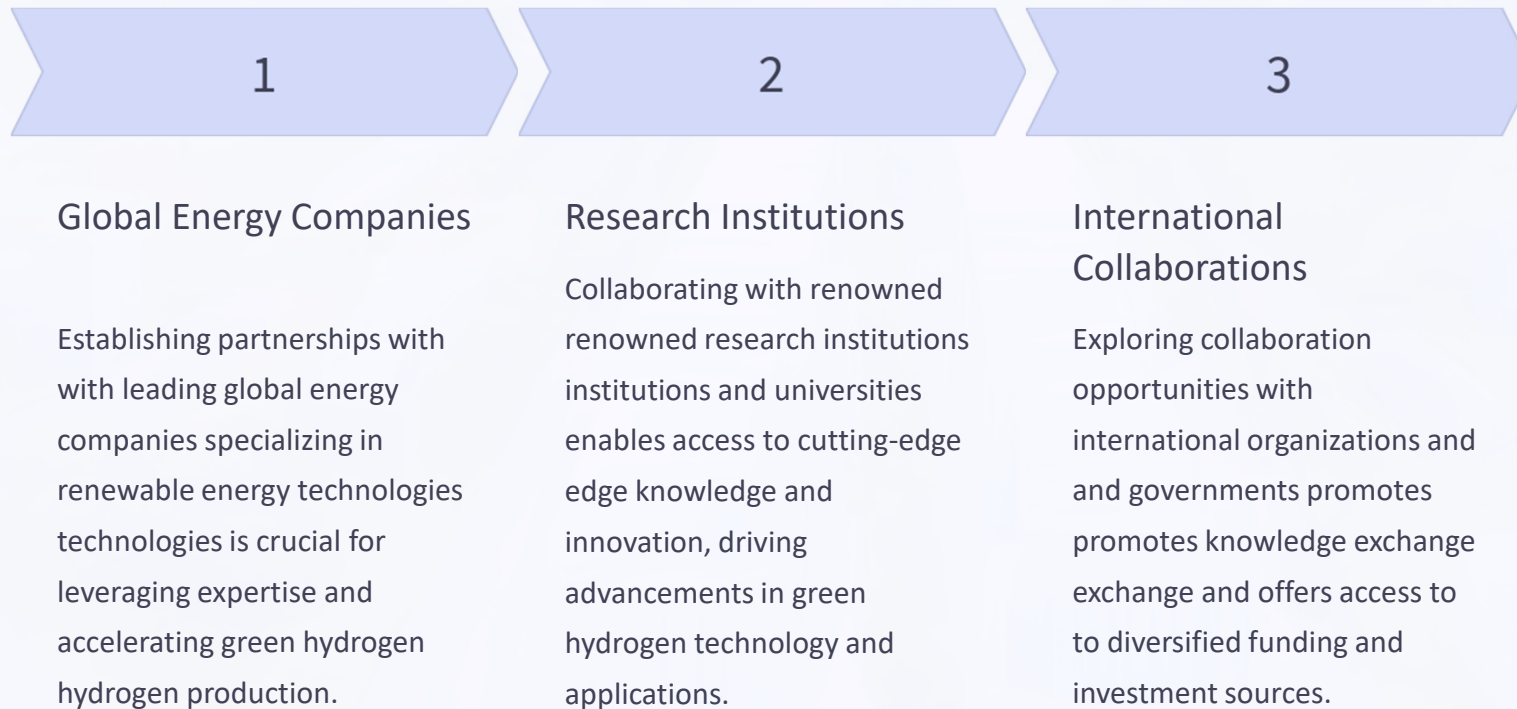 1
2
3
Global Energy Companies
Establishing partnerships with
with leading global energy
companies specializing in
renewable energy technologies
technologies is crucial for
leveraging expertise and
accelerating green hydrogen
hydrogen production.
Research Institutions
Collaborating with renowned
renowned research institutions
institutions and universities
enables access to cutting-edge
edge knowledge and
innovation, driving
advancements in green
hydrogen technology and
applications.
International
Collaborations
Exploring collaboration
opportunities with
international organizations and
and governments promotes
promotes knowledge exchange
exchange and offers access to
to diversified funding and
investment sources.